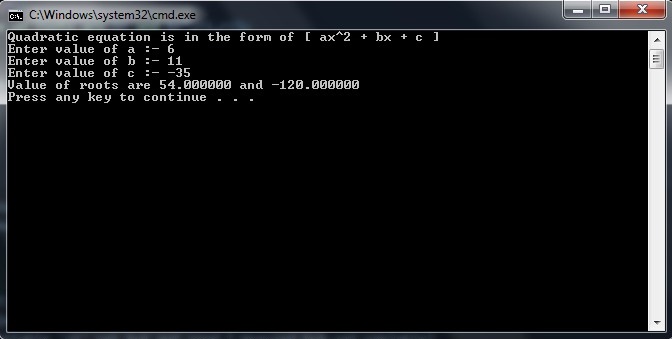 C:\Windows\system32\cmd.exe
Quadratic equation is in the form of [ ax^2 + bx + c ]
Enter value of a :- 6
Enter value of b :- 11
Enter value of c :- -35
Value of roots are 54.000000 and -120.000000
Press any key to continue . . .